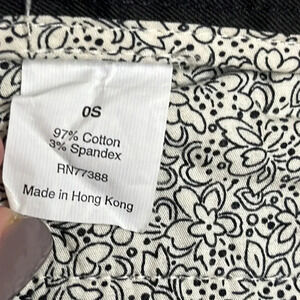 0S
97% Cotton
3% Spandex
RN77388
Made in Hong Kong